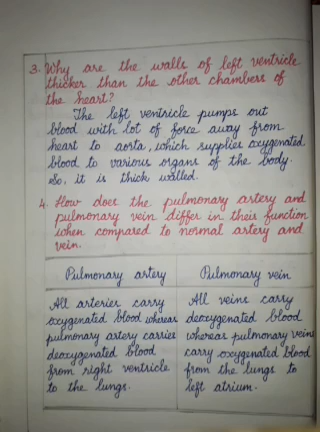 3. Why are the walls of left ventricle
thicker than the other chambers of
the heart?
The left ventricle pumps out
blood with lot of force away from
heart to aorta, which supplies oxygenated
blood to various organs of the body.
So, it is thick walled.
4. How does the pulmonary artery and
pulmonary vein differ in their function
when compared to normal artery and
vein.
Pulmonary artery
All arteries carry
oxygenated blood whereas
pulmonary artery carries
deoxygenated blood
from right ventricle
to the lungs.
Pulmonary vein
All veins carry
deoxygenated blood
whereas pulmonary veins
carry oxygenated blood
from the lungs to
left atrium.